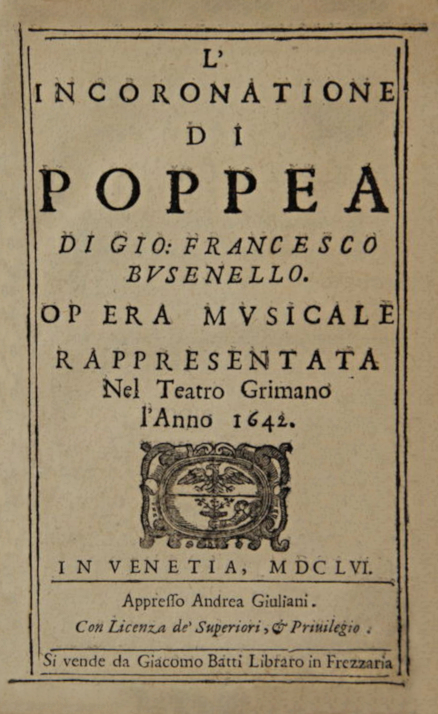 L'
INCORONATIONE
DI
POPPEA
DI GIO: FRANCESCO
BVSENELLO.
OPERA MVSICALE
RAPPRESENTATA
Nel Teatro Grimano
l'Anno 1642.
IN VENETIA, MDCLVI.
Appreſſo Andrea Giuliani.
Con Licenza de' Superiori, & Priuilegio.
Si vende da Giacomo Batti Libraro in Frezzaria